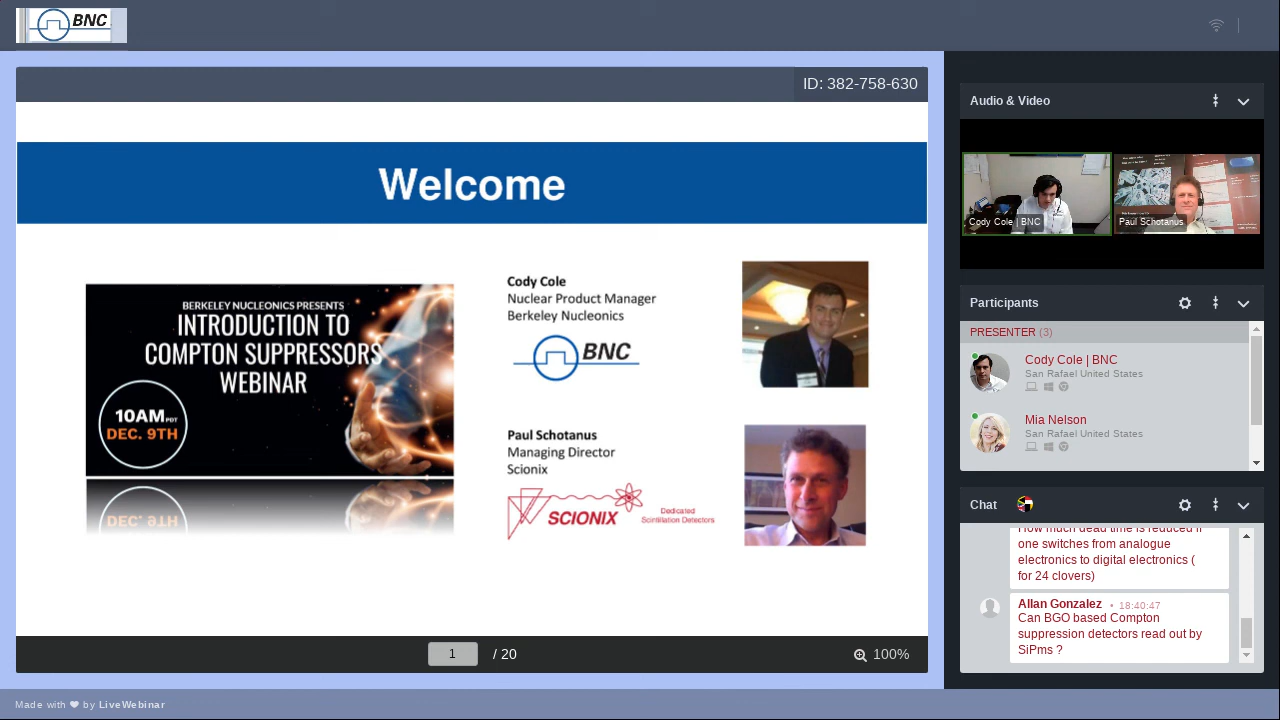 BNC
ID: 382-758-630
Welcome
BERKELEY NUCLEONICS PRESENTS
INTRODUCTION TO
COMPTON SUPPRESSORS
WEBINAR
10AM PDT
DEC. 9TH
Cody Cole
Nuclear Product Manager
Berkeley Nucleonics
BNC
Paul Schotanus
Managing Director
Scionix
SCIONIX
Dedicated
Scintillation Detectors
1 / 20
100%
Audio & Video
Cody Cole | BNC
Paul Schotanus
Participants
PRESENTER (3)
Cody Cole | BNC
San Rafael United States
Mia Nelson
San Rafael United States
Chat
How much dead time is reduced if
one switches from analogue
electronics to digital electronics (
for 24 clovers)
Allan Gonzalez • 18:40:47
Can BGO based Compton
suppression detectors read out by
SiPms ?
Made with ❤ by LiveWebinar